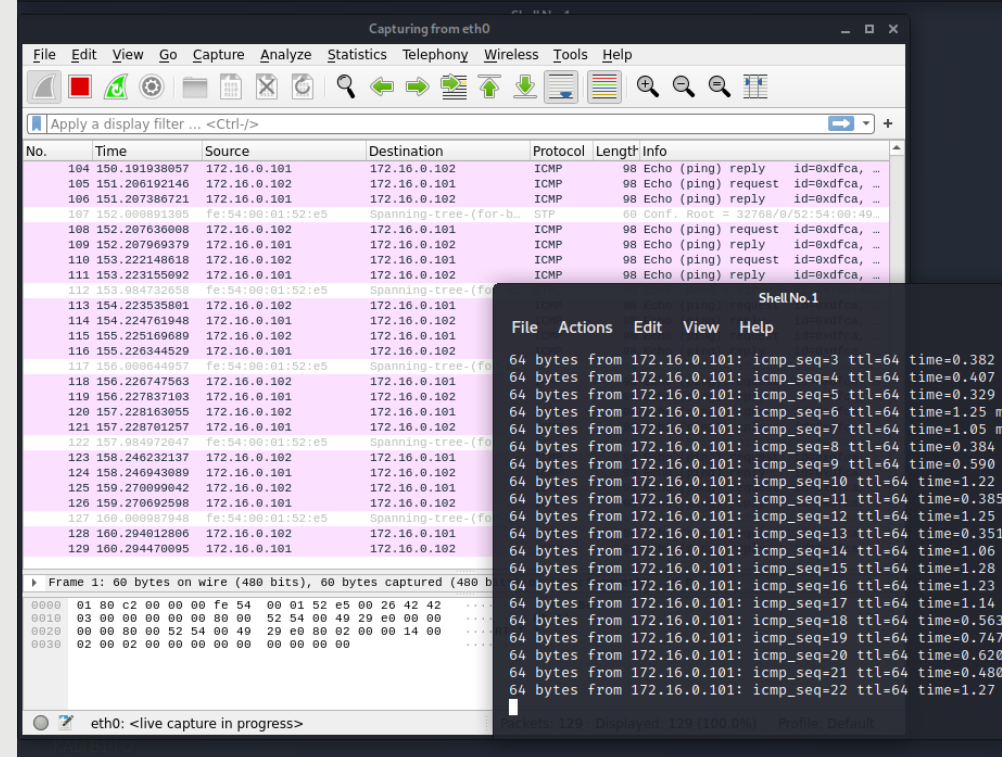 Capturing from eth0
File Edit View Go Capture Analyze Statistics Telephony Wireless Tools Help
Apply a display filter ... <Ctrl-/>
+
No. Time Source Destination Protocol Length Info
104 150.191938057 172.16.0.101 172.16.0.102 ICMP 98 Echo (ping) reply id=0xdfca, …
105 151.206192146 172.16.0.102 172.16.0.101 ICMP 98 Echo (ping) request id=0xdfca, …
106 151.207386721 172.16.0.101 172.16.0.102 ICMP 98 Echo (ping) reply id=0xdfca, …
107 152.000891305 fe:54:00:01:52:e5 Spanning-tree-(for-b… STP 60 Conf. Root = 32768/0/52:54:00:49…
108 152.207636008 172.16.0.102 172.16.0.101 ICMP 98 Echo (ping) request id=0xdfca, …
109 152.207969379 172.16.0.101 172.16.0.102 ICMP 98 Echo (ping) reply id=0xdfca, …
110 153.222148618 172.16.0.102 172.16.0.101 ICMP 98 Echo (ping) request id=0xdfca, …
111 153.223155092 172.16.0.101 172.16.0.102 ICMP 98 Echo (ping) reply id=0xdfca, …
112 153.984732658 fe:54:00:01:52:e5 Spanning-tree-(fo
113 154.223535801 172.16.0.102 172.16.0.101
114 154.224761948 172.16.0.101 172.16.0.102
115 155.225169689 172.16.0.102 172.16.0.101
116 155.226344529 172.16.0.101 172.16.0.102
117 156.000644957 fe:54:00:01:52:e5 Spanning-tree-(fo
118 156.226747563 172.16.0.102 172.16.0.101
119 156.227837103 172.16.0.101 172.16.0.102
120 157.228163055 172.16.0.102 172.16.0.101
121 157.228701257 172.16.0.101 172.16.0.102
122 157.984972047 fe:54:00:01:52:e5 Spanning-tree-(fo
123 158.246232137 172.16.0.102 172.16.0.101
124 158.246943089 172.16.0.101 172.16.0.102
125 159.270099042 172.16.0.102 172.16.0.101
126 159.270692598 172.16.0.101 172.16.0.102
127 160.000987948 fe:54:00:01:52:e5 Spanning-tree-(fo
128 160.294012806 172.16.0.102 172.16.0.101
129 160.294470095 172.16.0.101 172.16.0.102
Frame 1: 60 bytes on wire (480 bits), 60 bytes captured (480 b
0000 01 80 c2 00 00 00 fe 54 00 01 52 e5 00 26 42 42 ····
0010 03 00 00 00 00 00 80 00 52 54 00 49 29 e0 00 00 ····
0020 00 00 80 00 52 54 00 49 29 e0 80 02 00 00 14 00 ····
0030 02 00 02 00 00 00 00 00 00 00 00 00 ····
eth0: <live capture in progress>
Packets: 129 · Displayed: 129 (100.0%) Profile: Default
Shell No. 1
File Actions Edit View Help
64 bytes from 172.16.0.101: icmp_seq=3 ttl=64 time=0.382
64 bytes from 172.16.0.101: icmp_seq=4 ttl=64 time=0.407
64 bytes from 172.16.0.101: icmp_seq=5 ttl=64 time=0.329
64 bytes from 172.16.0.101: icmp_seq=6 ttl=64 time=1.25 m
64 bytes from 172.16.0.101: icmp_seq=7 ttl=64 time=1.05 m
64 bytes from 172.16.0.101: icmp_seq=8 ttl=64 time=0.384
64 bytes from 172.16.0.101: icmp_seq=9 ttl=64 time=0.590
64 bytes from 172.16.0.101: icmp_seq=10 ttl=64 time=1.22
64 bytes from 172.16.0.101: icmp_seq=11 ttl=64 time=0.385
64 bytes from 172.16.0.101: icmp_seq=12 ttl=64 time=1.25
64 bytes from 172.16.0.101: icmp_seq=13 ttl=64 time=0.351
64 bytes from 172.16.0.101: icmp_seq=14 ttl=64 time=1.06
64 bytes from 172.16.0.101: icmp_seq=15 ttl=64 time=1.28
64 bytes from 172.16.0.101: icmp_seq=16 ttl=64 time=1.23
64 bytes from 172.16.0.101: icmp_seq=17 ttl=64 time=1.14
64 bytes from 172.16.0.101: icmp_seq=18 ttl=64 time=0.563
64 bytes from 172.16.0.101: icmp_seq=19 ttl=64 time=0.747
64 bytes from 172.16.0.101: icmp_seq=20 ttl=64 time=0.620
64 bytes from 172.16.0.101: icmp_seq=21 ttl=64 time=0.480
64 bytes from 172.16.0.101: icmp_seq=22 ttl=64 time=1.27